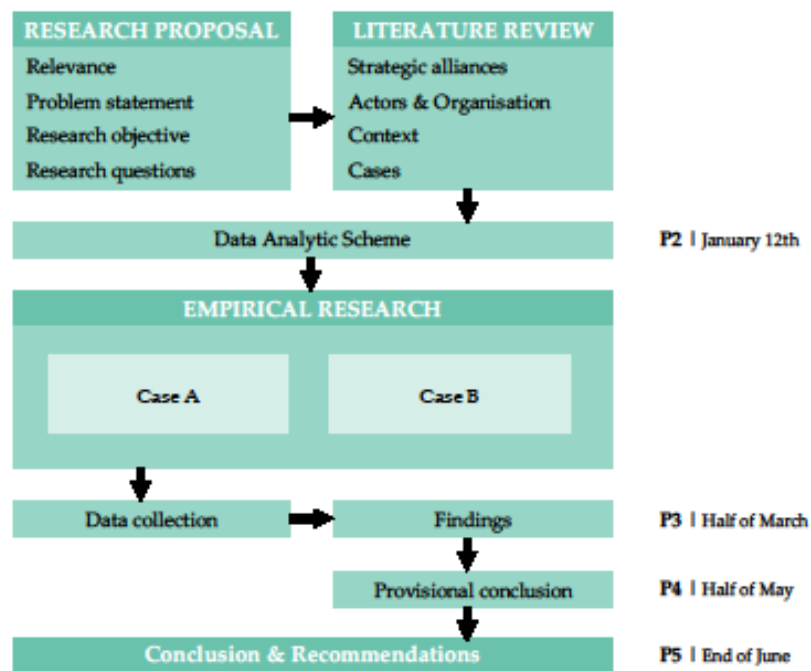 RESEARCH PROPOSAL
Relevance
Problem statement
Research objective
Research questions
LITERATURE REVIEW
Strategic alliances
Actors & Organisation
Context
Cases
Data Analytic Scheme
P2 | January 12th
EMPIRICAL RESEARCH
Case A
Case B
Data collection
Findings
P3 | Half of March
Provisional conclusion
P4 | Half of May
Conclusion & Recommendations
P5 | End of June